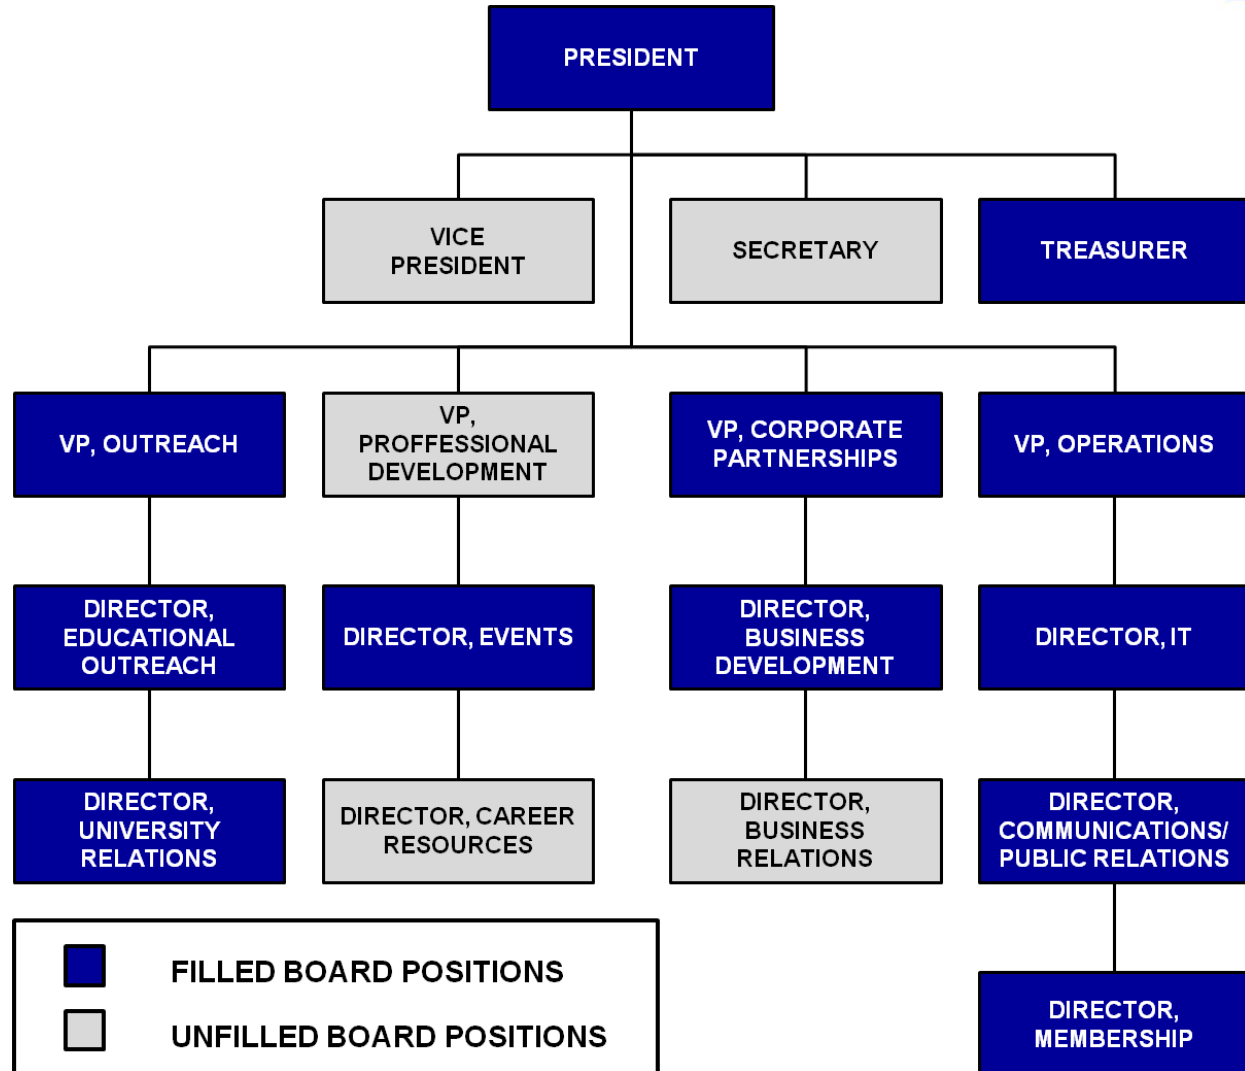 PRESIDENT
VICE
PRESIDENT
SECRETARY
TREASURER
VP, OUTREACH
VP,
PROFFESSIONAL
DEVELOPMENT
VP, CORPORATE
PARTNERSHIPS
VP, OPERATIONS
DIRECTOR,
EDUCATIONAL
OUTREACH
DIRECTOR, EVENTS
DIRECTOR,
BUSINESS
DEVELOPMENT
DIRECTOR, IT
DIRECTOR,
UNIVERSITY
RELATIONS
DIRECTOR, CAREER
RESOURCES
DIRECTOR,
BUSINESS
RELATIONS
DIRECTOR,
COMMUNICATIONS/
PUBLIC RELATIONS
DIRECTOR,
MEMBERSHIP
FILLED BOARD POSITIONS
UNFILLED BOARD POSITIONS